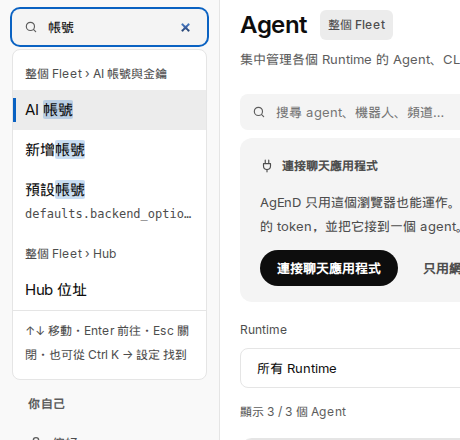 帳號
整個 Fleet › AI 帳號與金鑰
AI 帳號
新增帳號
預設帳號
defaults.backend_optio…
整個 Fleet › Hub
Hub 位址
↑↓ 移動・Enter 前往・Esc 關
閉・也可從 Ctrl K → 設定 找到
你自己
Agent 整個 Fleet
集中管理各個 Runtime 的 Agent、CL
搜尋 agent、機器人、頻道...
連接聊天應用程式
AgEnD 只用這個瀏覽器也能運作。
的 token，並把它接到一個 agent。
連接聊天應用程式 只用網
Runtime
所有 Runtime
顯示 3 / 3 個 Agent